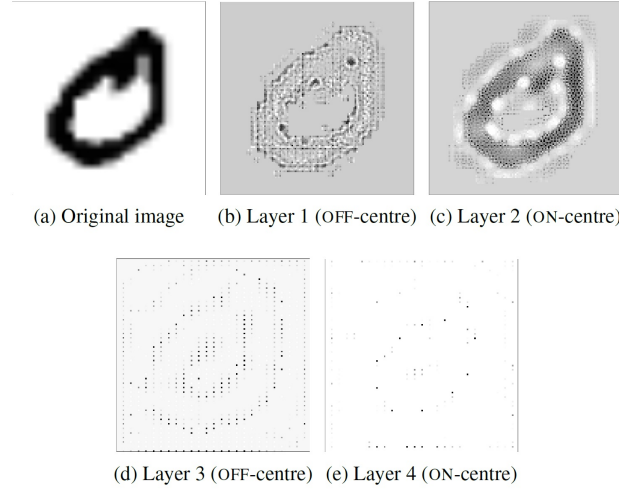 (a) Original image
(b) Layer 1 (OFF-centre)
(c) Layer 2 (ON-centre)
(d) Layer 3 (OFF-centre)
(e) Layer 4 (ON-centre)